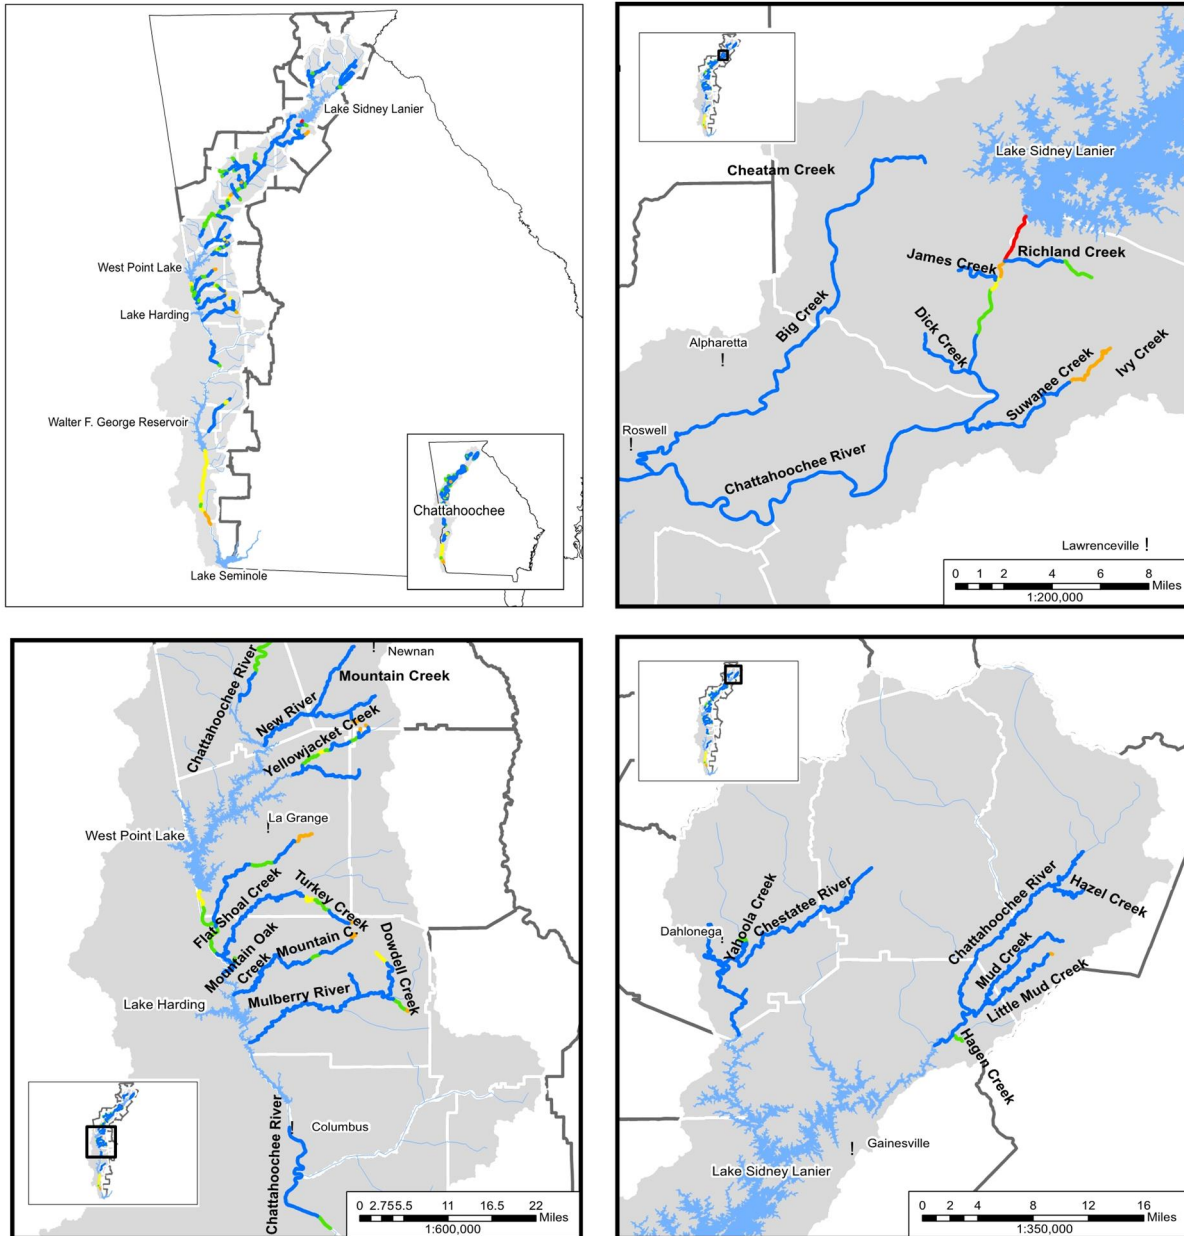 Lake Sidney Lanier
West Point Lake
Lake Harding
Walter F. George Reservoir
Lake Seminole
Chattahoochee
Lake Sidney Lanier
Cheatam Creek
James Creek
Richland Creek
Big Creek
Dick Creek
Alpharetta
!
Suwanee Creek
Ivy Creek
Roswell
!
Chattahoochee River
Lawrenceville !
0 1 2 4 6 8
Miles
1:200,000
!
Newnan
Chattahoochee River
Mountain Creek
New River
Yellowjacket Creek
La Grange
!
West Point Lake
Turkey Creek
Flat Shoal Creek
Mountain Oak
Creek
Mountain C.
Dowdell Creek
Lake Harding
Mulberry River
! Columbus
Chattahoochee River
0 2.755.5 11 16.5 22
Miles
1:600,000
Chattahoochee River
Hazel Creek
Yahoola Creek
Chestatee River
Dahlonega
!
Mud Creek
Little Mud Creek
Hagen Creek
! Gainesville
Lake Sidney Lanier
0 2 4 8 12 16
Miles
1:350,000